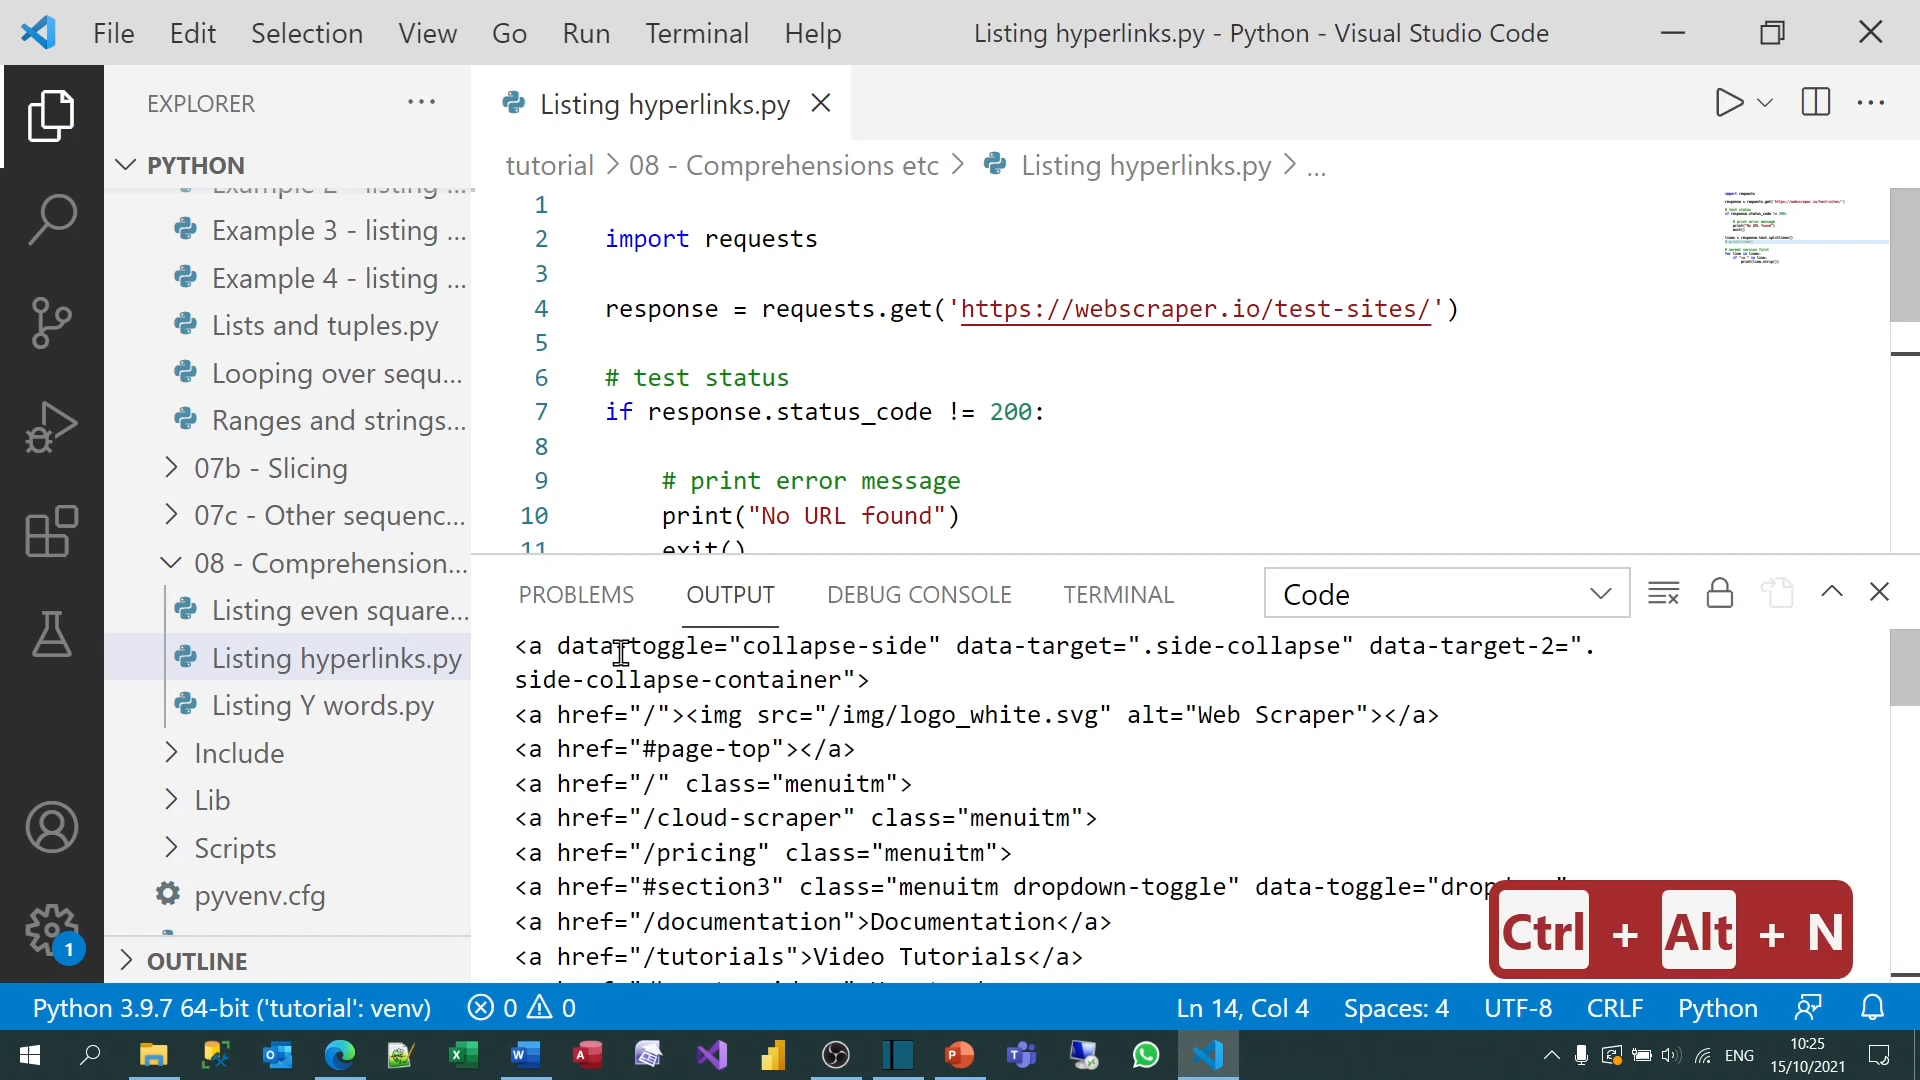 File Edit Selection View Go Run Terminal Help
Listing hyperlinks.py - Python - Visual Studio Code
EXPLORER
PYTHON
Example 2 - listing ...
Example 3 - listing ...
Example 4 - listing ...
Lists and tuples.py
Looping over sequ...
Ranges and strings...
07b - Slicing
07c - Other sequenc...
08 - Comprehension...
Listing even square...
Listing hyperlinks.py
Listing Y words.py
Include
Lib
Scripts
pyvenv.cfg
OUTLINE
Listing hyperlinks.py
tutorial > 08 - Comprehensions etc > Listing hyperlinks.py > ...
1
2 import requests
3
4 response = requests.get('https://webscraper.io/test-sites/')
5
6 # test status
7 if response.status_code != 200:
8
9 # print error message
10 print("No URL found")
11 exit()
PROBLEMS OUTPUT DEBUG CONSOLE TERMINAL
Code
<a data-toggle="collapse-side" data-target=".side-collapse" data-target-2=".
side-collapse-container">
<a href="/"><img src="/img/logo_white.svg" alt="Web Scraper"></a>
<a href="#page-top"></a>
<a href="/" class="menuitm">
<a href="/cloud-scraper" class="menuitm">
<a href="/pricing" class="menuitm">
<a href="#section3" class="menuitm dropdown-toggle" data-toggle="drop
<a href="/documentation">Documentation</a>
<a href="/tutorials">Video Tutorials</a>
Ctrl + Alt + N
1
Python 3.9.7 64-bit ('tutorial': venv) 0 0
Ln 14, Col 4 Spaces: 4 UTF-8 CRLF Python
ENG
10:25
15/10/2021